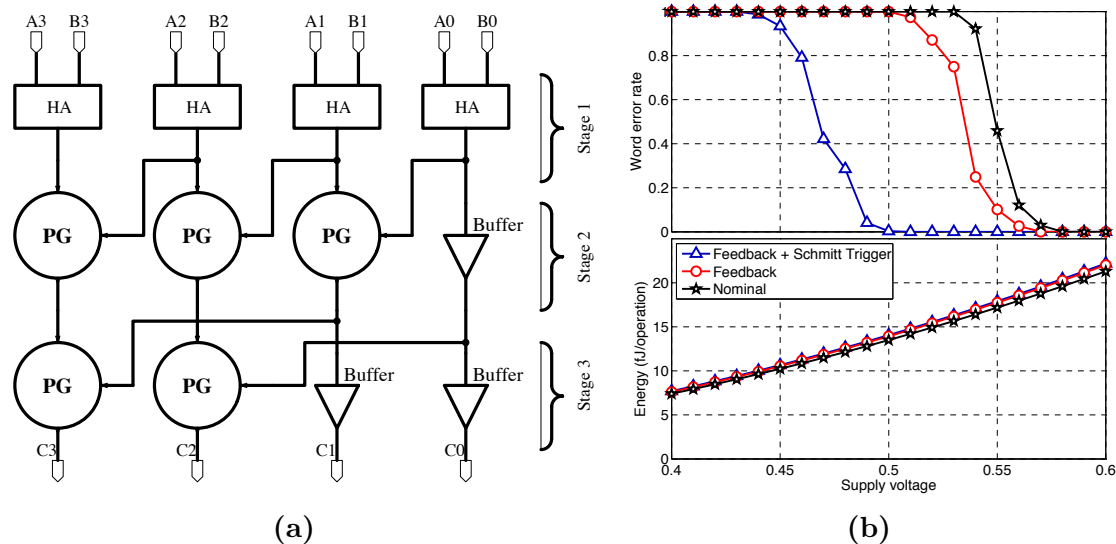 A3 B3 A2 B2 A1 B1 A0 B0
HA HA HA HA
Stage 1
PG PG PG Buffer
Stage 2
PG PG Buffer Buffer
Stage 3
C3 C2 C1 C0
(a)
1
0.8
0.6
0.4
0.2
0
Word error rate
Feedback + Schmitt Trigger
Feedback
Nominal
20
15
10
5
0
Energy (fJ/operation)
0.4 0.45 0.5 0.55 0.6
Supply voltage
(b)